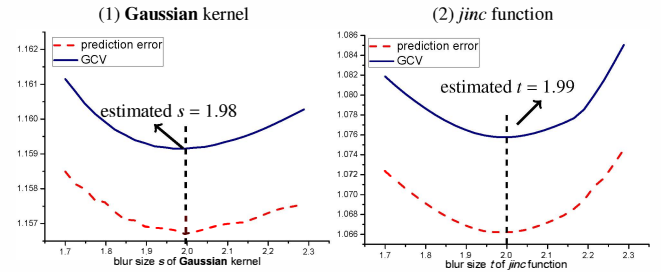 (1) Gaussian kernel
prediction error
GCV
estimated s = 1.98
1.162
1.161
1.160
1.159
1.158
1.157
1.7 1.8 1.9 2.0 2.1 2.2 2.3
blur size s of Gaussian kernel
(2) jinc function
prediction error
GCV
estimated t = 1.99
1.086
1.084
1.082
1.080
1.078
1.076
1.074
1.072
1.070
1.068
1.066
1.7 1.8 1.9 2.0 2.1 2.2 2.3
blur size t of jinc function